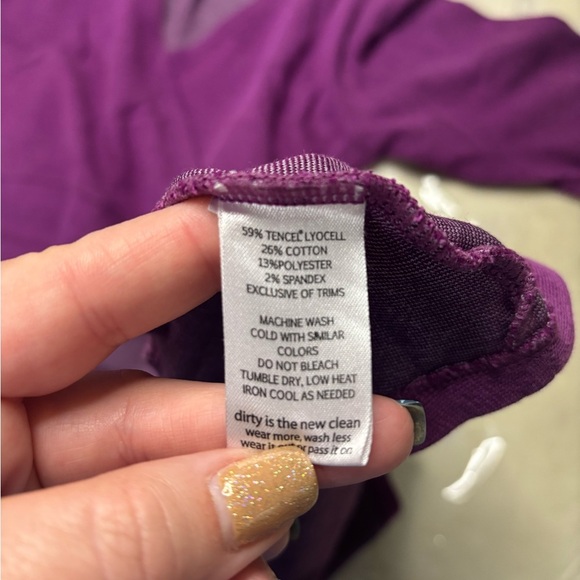 59% TENCEL® LYOCELL
26% COTTON
13%POLYESTER
2% SPANDEX
EXCLUSIVE OF TRIMS
MACHINE WASH
COLD WITH SIMILAR
COLORS
DO NOT BLEACH
TUMBLE DRY, LOW HEAT
IRON COOL AS NEEDED
dirty is the new clean
wear more, wash less
wear it or pass it on